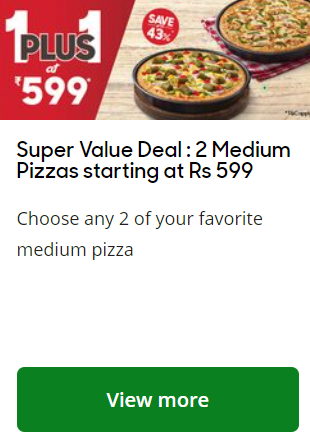 1 PLUS 1
at
₹599*
SAVE
43%
Super Value Deal : 2 Medium
Pizzas starting at Rs 599
Choose any 2 of your favorite
medium pizza
View more